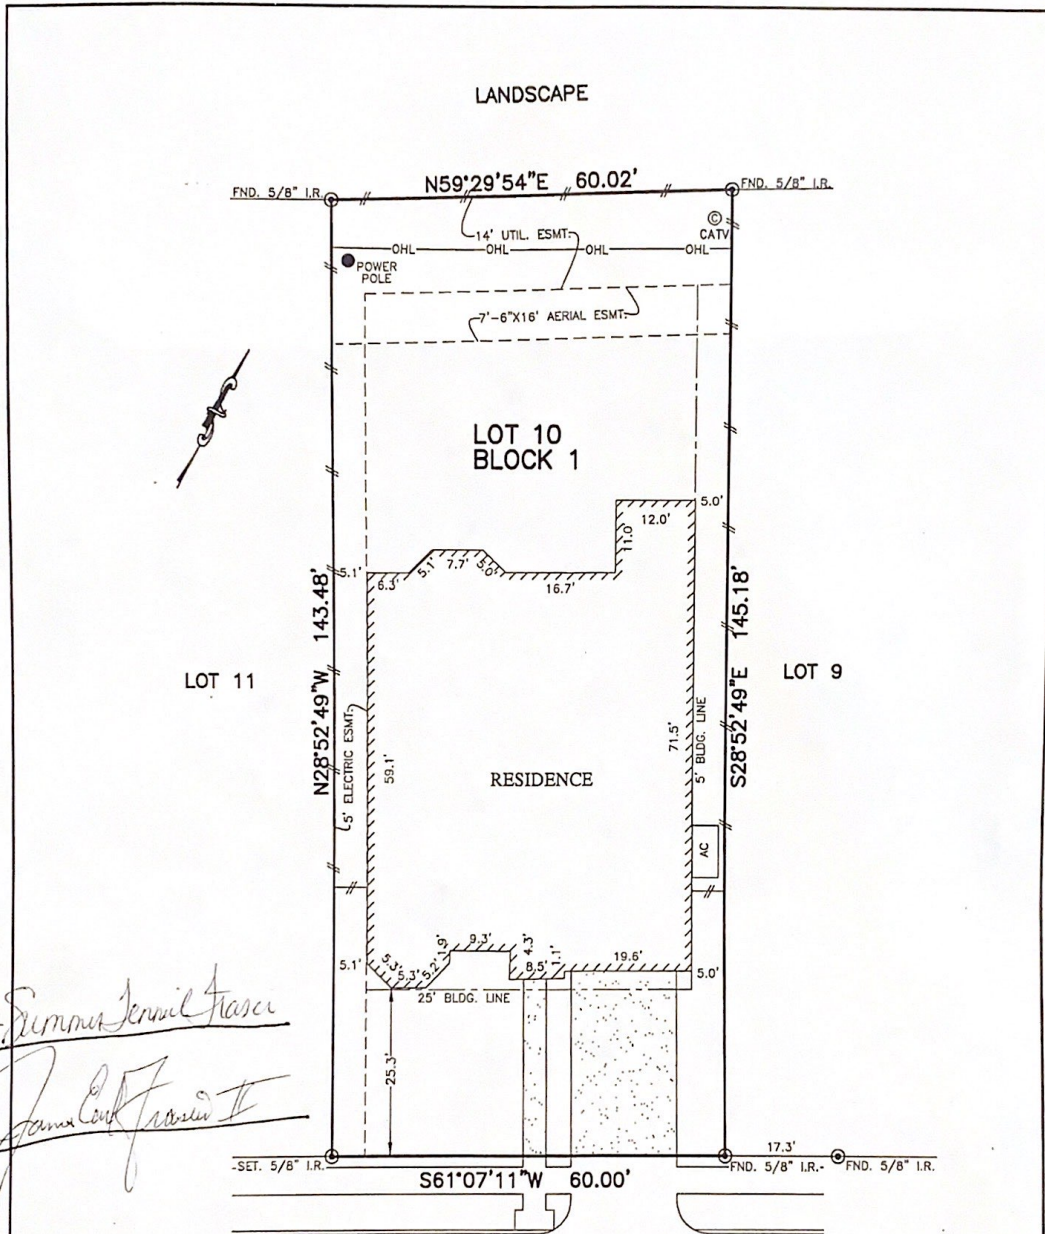 LANDSCAPE
N59°29'54"E 60.02'
FND. 5/8" I.R.
FND. 5/8" I.R.
© CATV
14' UTIL. ESMT.
OHL OHL OHL OHL
POWER
POLE
7'-6"X16' AERIAL ESMT.
LOT 10
BLOCK 1
5.0'
12.0'
11.0'
5.1'
6.3'
5.1'
7.7'
5.0'
16.7'
N28°52'49"W 143.48'
S28°52'49"E 145.18'
LOT 11
LOT 9
5' ELECTRIC ESMT.
59.1'
RESIDENCE
71.5'
5' BLDG. LINE
AC
5.1'
5.3'
5.3'
5.2'
1.9'
9.3'
4.3'
8.5'
1.1'
19.6'
5.0'
25' BLDG. LINE
Summer Tennil Fraser
25.3'
17.3'
-SET. 5/8" I.R.
FND. 5/8" I.R.-
FND. 5/8" I.R.
S61°07'11"W 60.00'